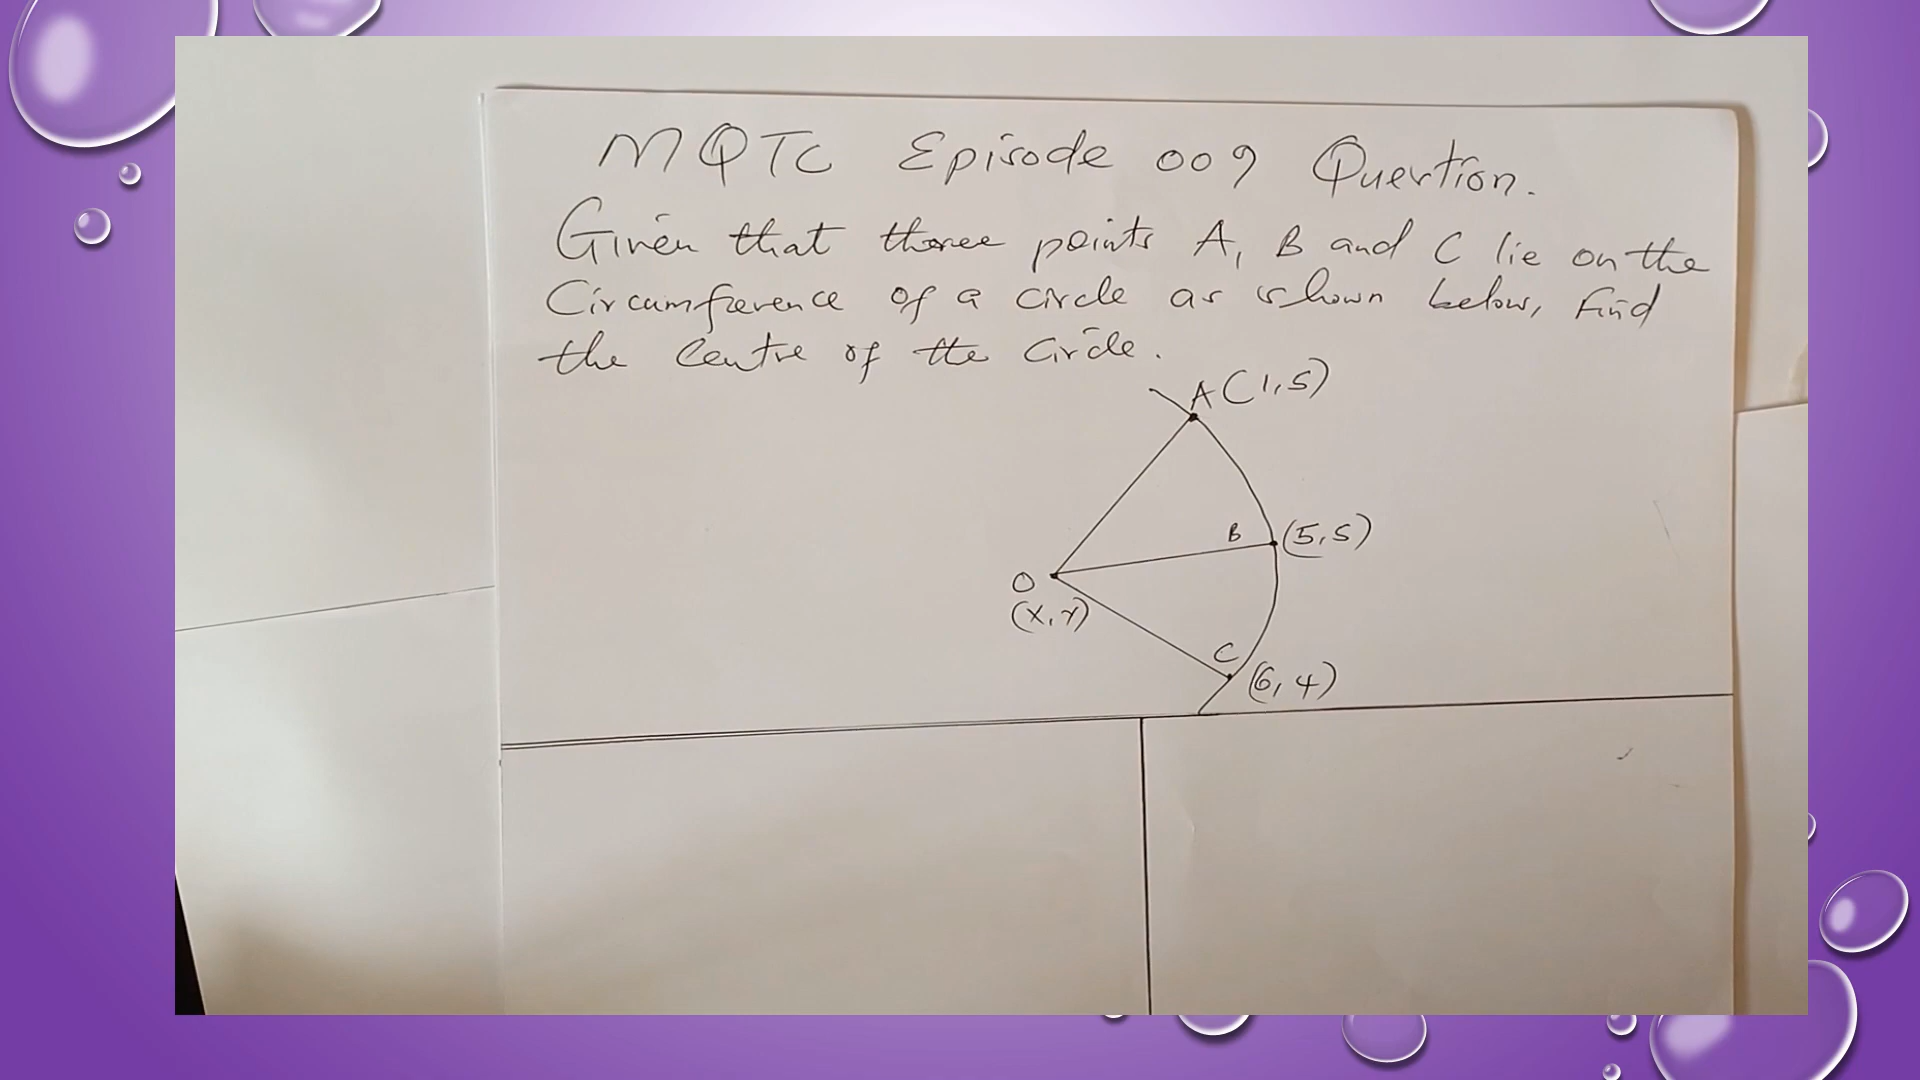 MQTC Episode 009 Question.
Given that three points A, B and C lie on the
Circumference of a circle as shown below, find
the Centre of the Circle.
A (1,5)
B (5,5)
O
(x, y)
C
(6, 4)